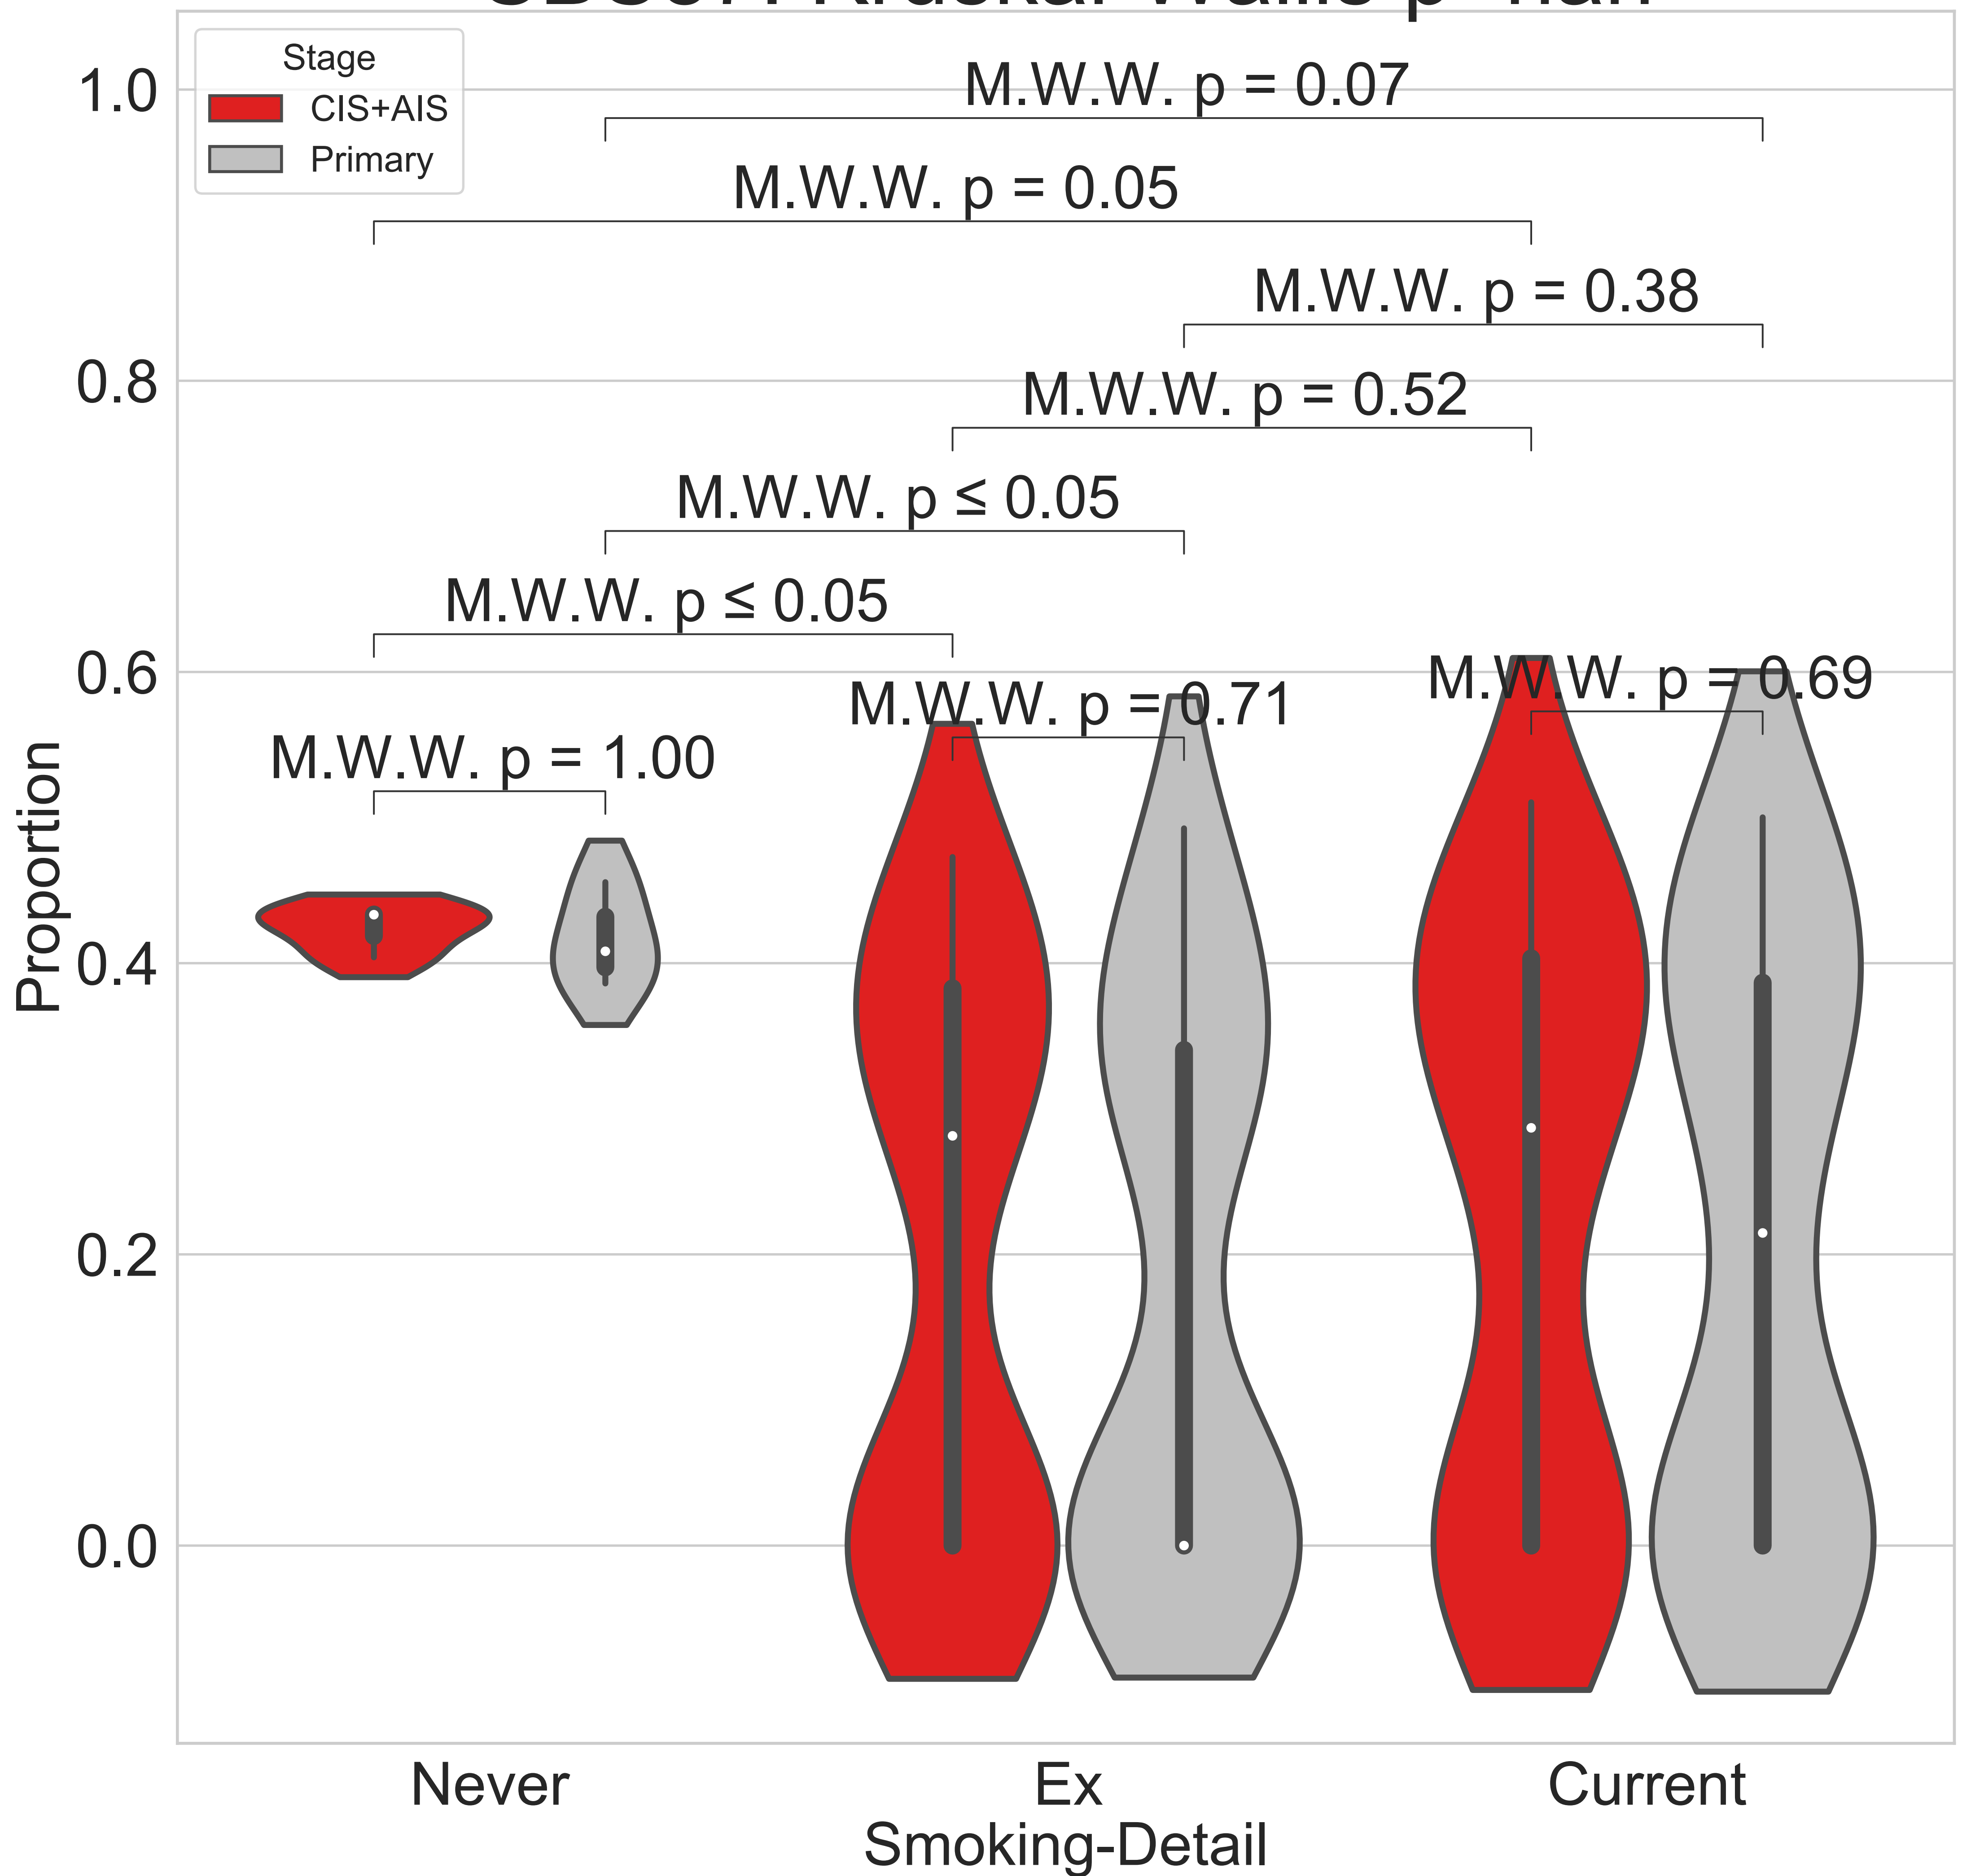 Stage
CIS+AIS
Primary
M.W.W. p = 0.07
M.W.W. p = 0.05
M.W.W. p = 0.38
M.W.W. p = 0.52
M.W.W. p ≤ 0.05
M.W.W. p ≤ 0.05
M.W.W. p = 0.71
M.W.W. p = 0.69
M.W.W. p = 1.00
1.0
0.8
0.6
0.4
0.2
0.0
Proportion
Never
Ex
Current
Smoking-Detail